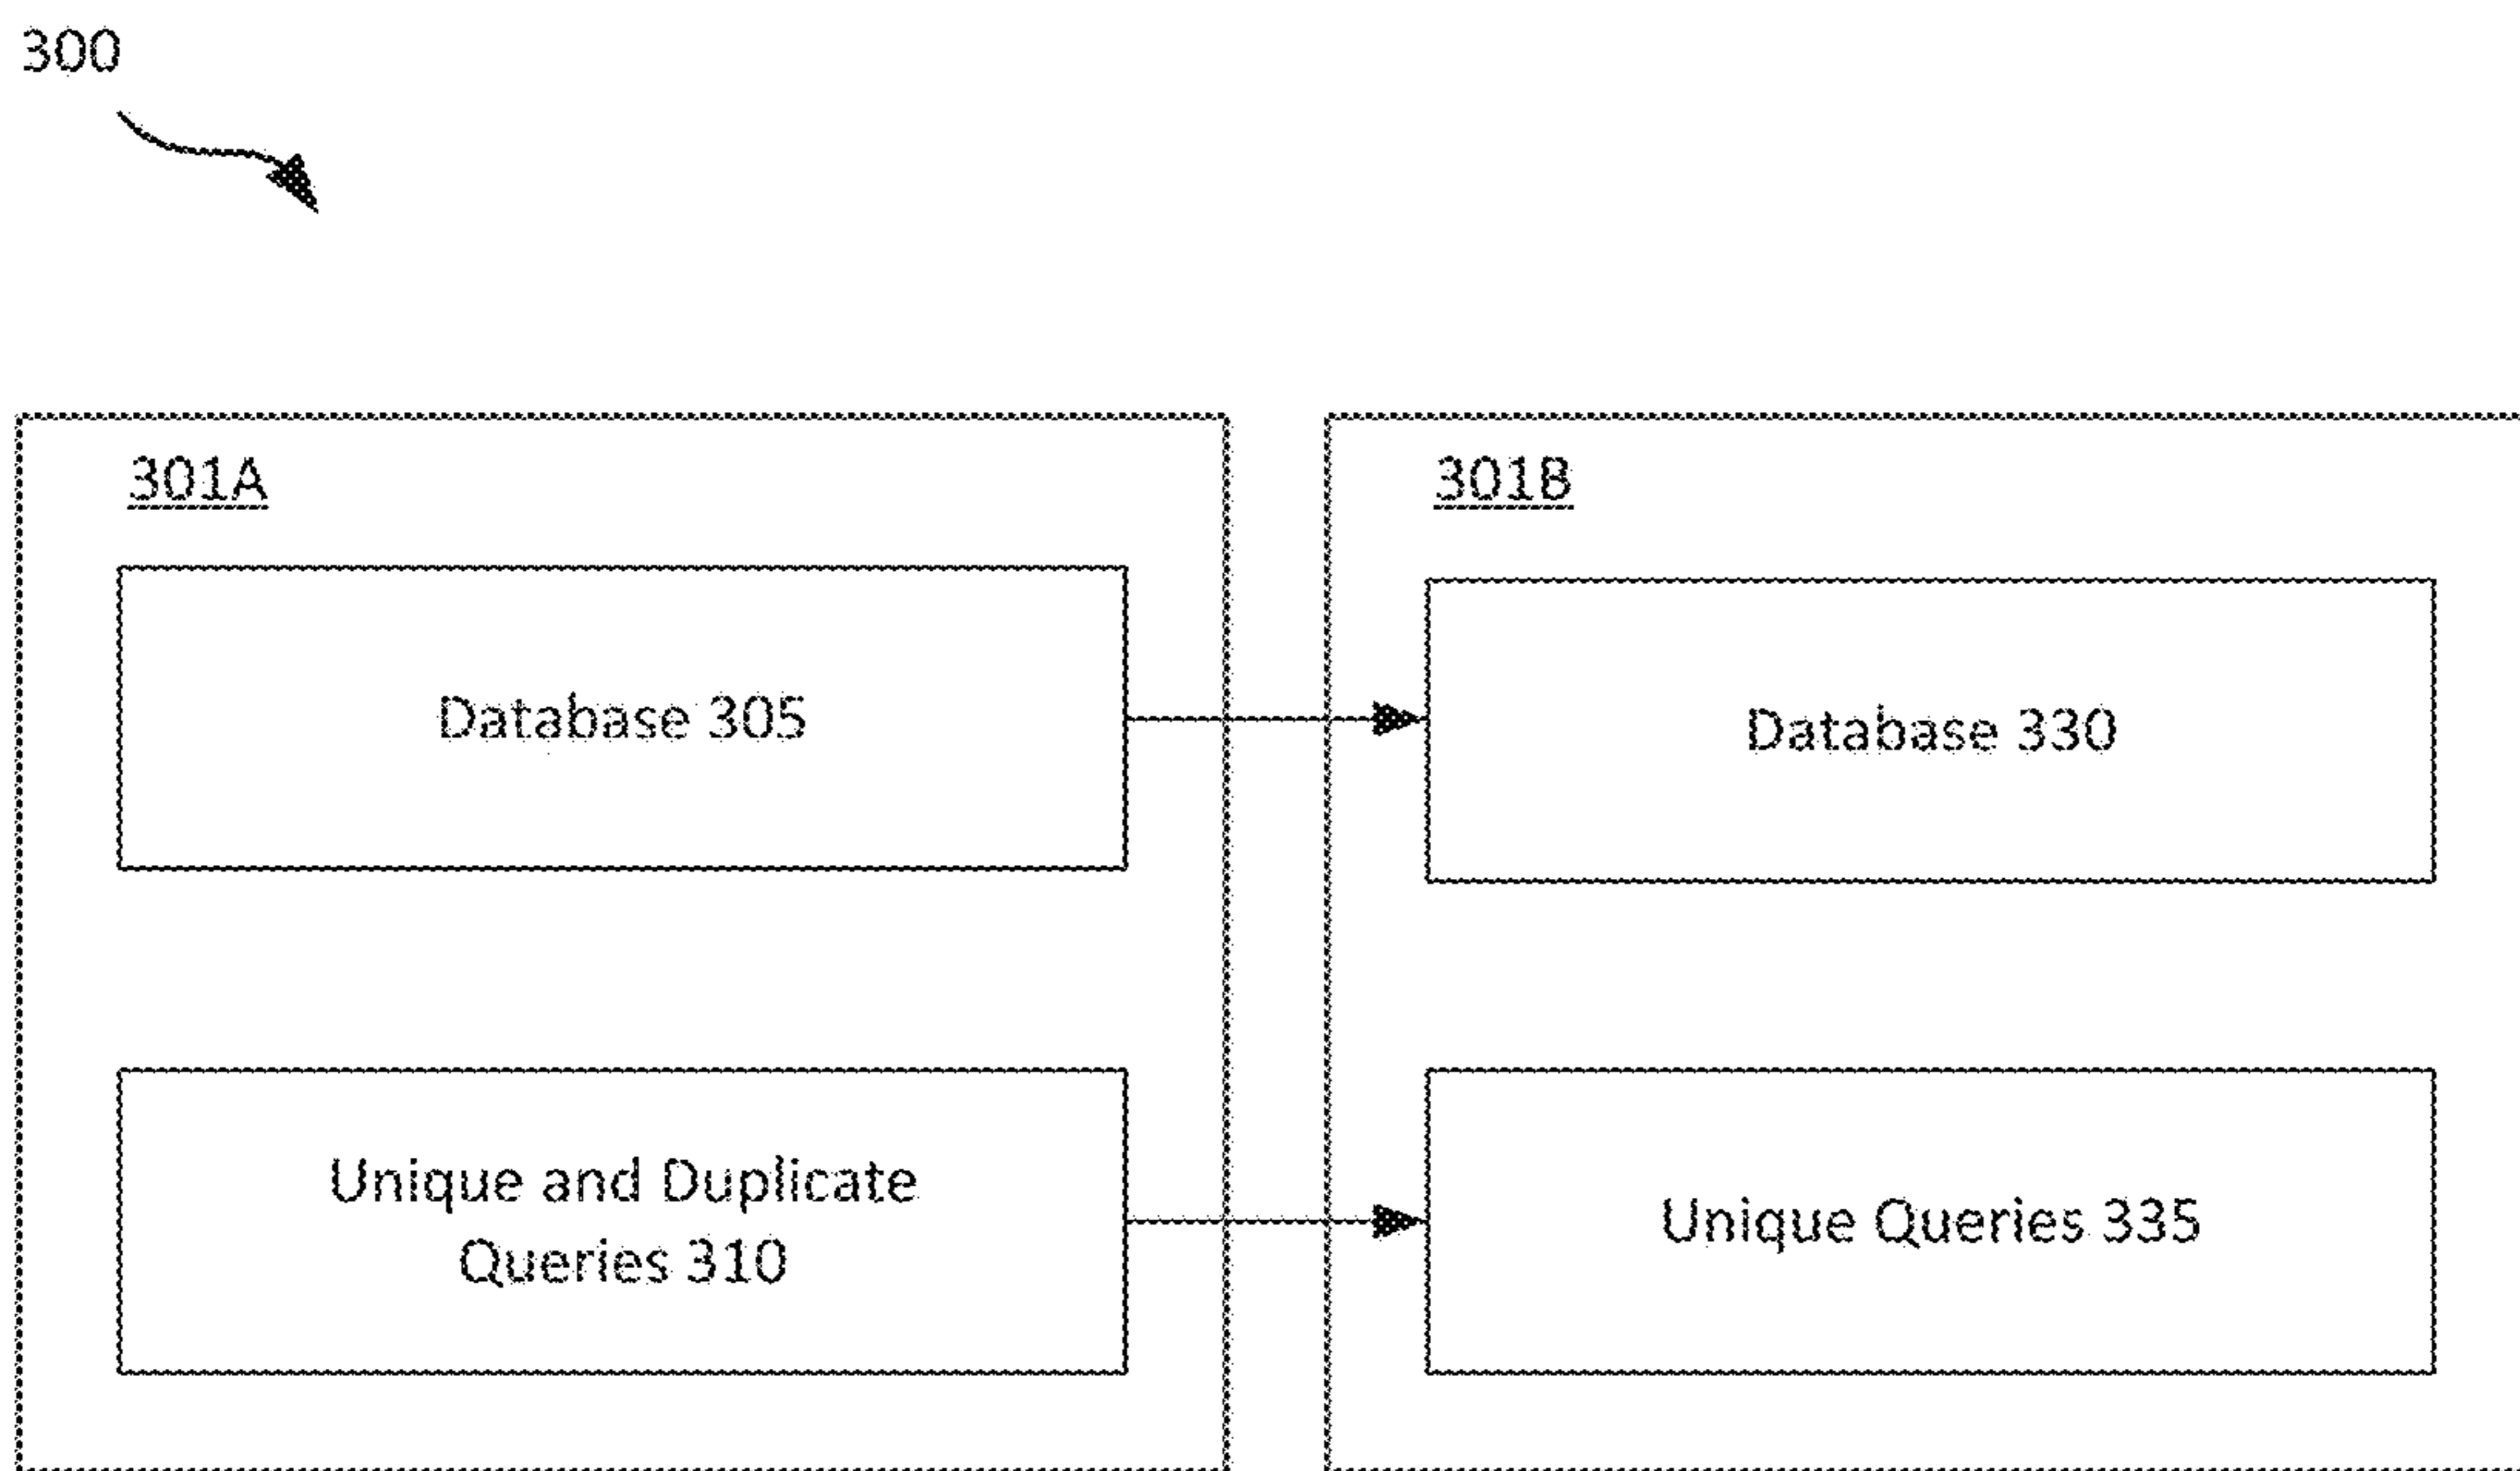 300
301A
301B
Database 305
Database 330
Unique and Duplicate
Queries 310
Unique Queries 335